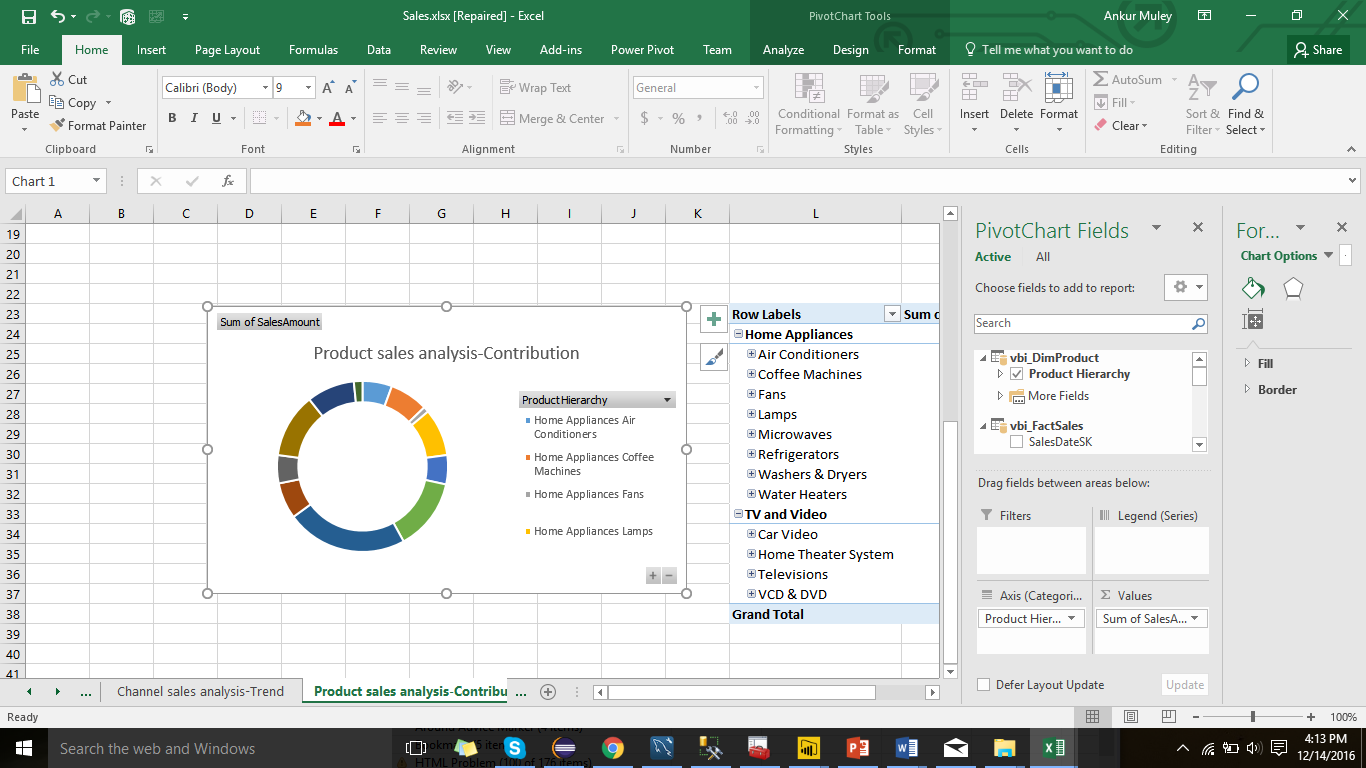 Sales.xlsx [Repaired] - Excel
PivotChart Tools
Ankur Muley
File Home Insert Page Layout Formulas Data Review View Add-ins Power Pivot Team Analyze Design Format Tell me what you want to do Share
Paste
Cut
Copy
Format Painter
Clipboard
Calibri (Body) 9 A A
B I U A
Font
Wrap Text
Merge & Center
Alignment
General
$ % ,
Number
Conditional Formatting
Format as Table
Cell Styles
Styles
Insert Delete Format
Cells
AutoSum
Fill
Clear
Sort & Filter
Find & Select
Editing
Chart 1
fx
A B C D E F G H I J K L
19
20
21
22
23
24
25
26
27
28
29
30
31
32
33
34
35
36
37
38
39
40
41
Sum of SalesAmount
Product sales analysis-Contribution
Product Hierarchy
Home Appliances Air
Conditioners
Home Appliances Coffee
Machines
Home Appliances Fans
Home Appliances Lamps
Row Labels Sum o
Home Appliances
Air Conditioners
Coffee Machines
Fans
Lamps
Microwaves
Refrigerators
Washers & Dryers
Water Heaters
TV and Video
Car Video
Home Theater System
Televisions
VCD & DVD
Grand Total
PivotChart Fields
Active All
Choose fields to add to report:
Search
vbi_DimProduct
Product Hierarchy
More Fields
vbi_FactSales
SalesDateSK
Drag fields between areas below:
Filters
Legend (Series)
Axis (Categori...
Product Hier...
Σ Values
Sum of SalesA...
Defer Layout Update
Update
For...
Chart Options
Fill
Border
... Channel sales analysis-Trend Product sales analysis-Contribu ...
Ready
100%
Search the web and Windows
HTML Problem (100 of 176 items)
4:13 PM
12/14/2016